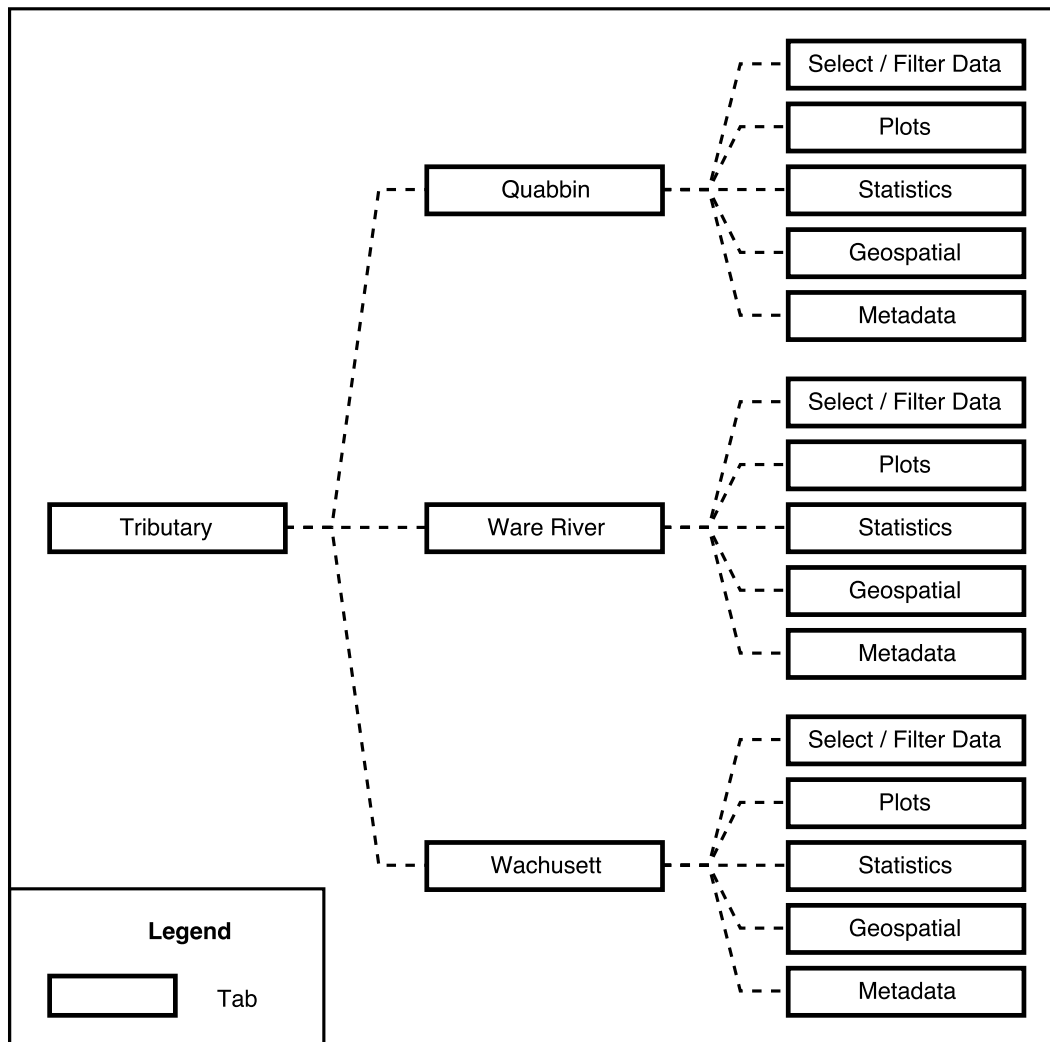 Tributary
Quabbin
Select / Filter Data
Plots
Statistics
Geospatial
Metadata
Ware River
Select / Filter Data
Plots
Statistics
Geospatial
Metadata
Wachusett
Select / Filter Data
Plots
Statistics
Geospatial
Metadata
Legend
Tab